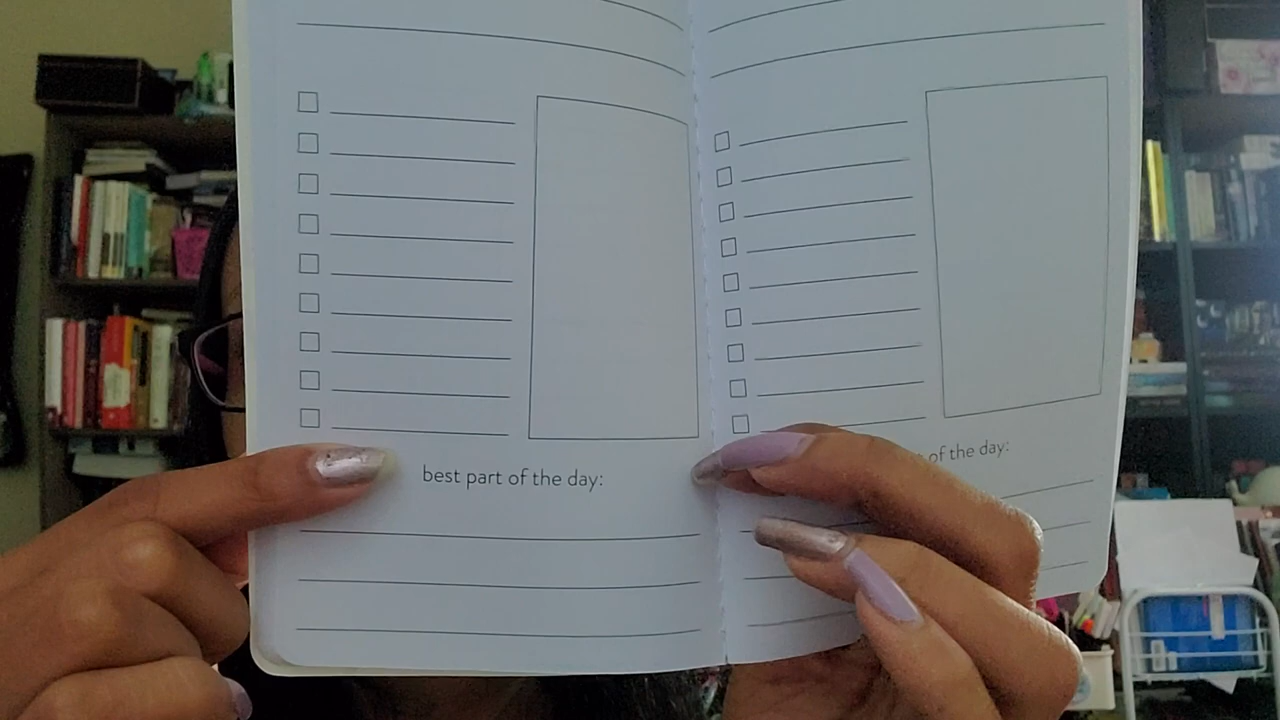 best part of the day:
of the day: